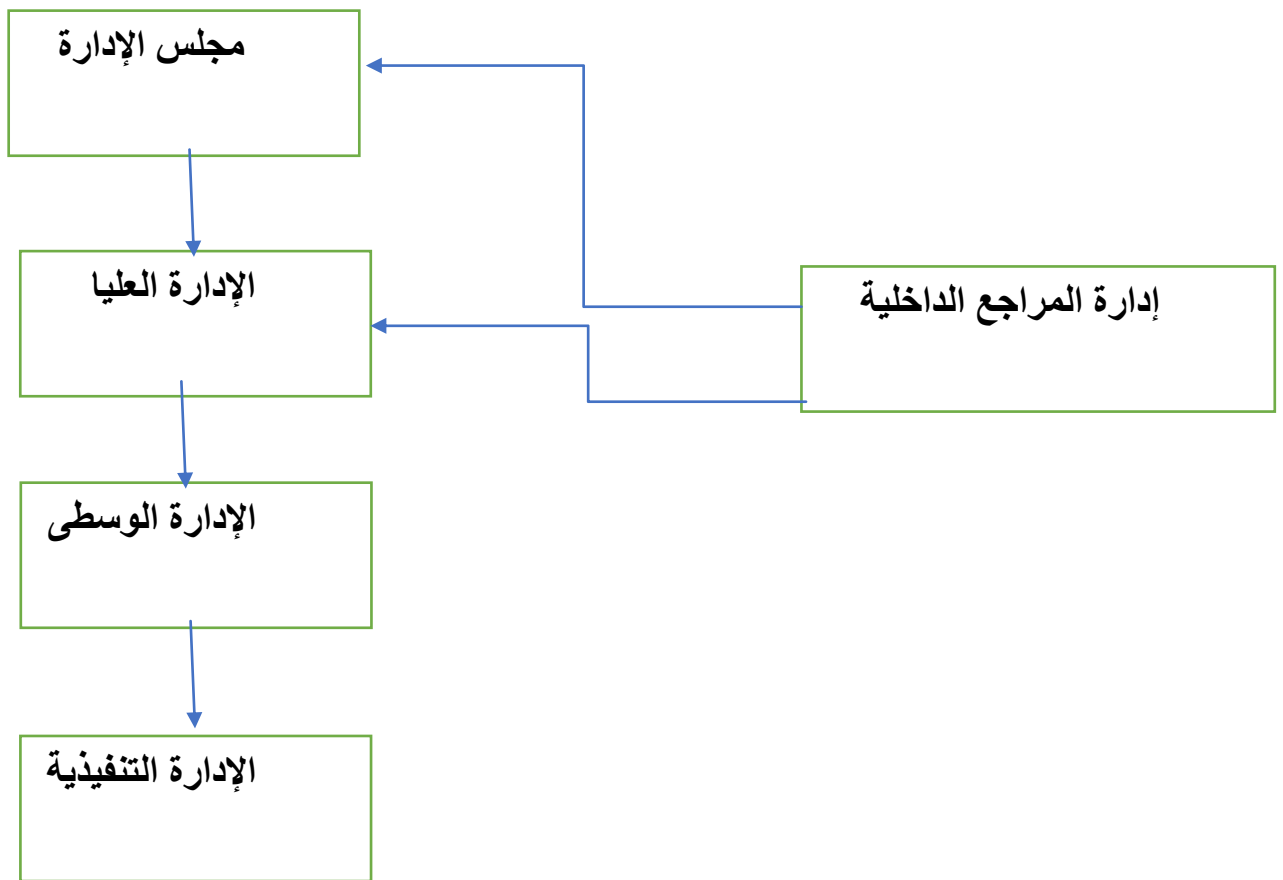 مجلس الإدارة
الإدارة العليا
إدارة المراجع الداخلية
الإدارة الوسطى
الإدارة التنفيذية